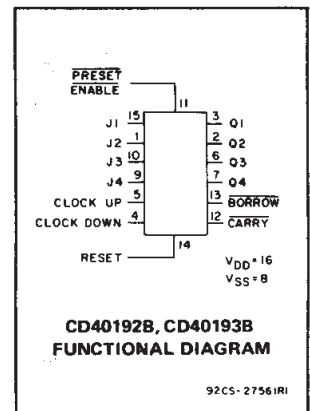 PRESET
ENABLE
11
J1 15 3 Q1
J2 1 2 Q2
J3 10 6 Q3
J4 9 7 Q4
CLOCK UP 5 13 BORROW
CLOCK DOWN 4 12 CARRY
RESET 14
VDD=16
VSS=8
CD40192B, CD40193B
FUNCTIONAL DIAGRAM
92CS-27561R1